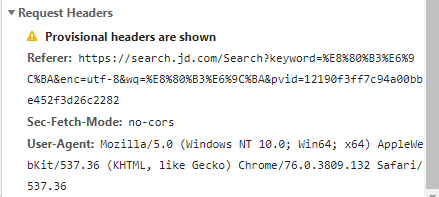 Request Headers
Provisional headers are shown
Referer: https://search.jd.com/Search?keyword=%E8%80%B3%E6%9
C%BA&enc=utf-8&wq=%E8%80%B3%E6%9C%BA&pvid=12190f3ff7c94a00bb
e452f3d26c2282
Sec-Fetch-Mode: no-cors
User-Agent: Mozilla/5.0 (Windows NT 10.0; Win64; x64) AppleWe
bKit/537.36 (KHTML, like Gecko) Chrome/76.0.3809.132 Safari/
537.36